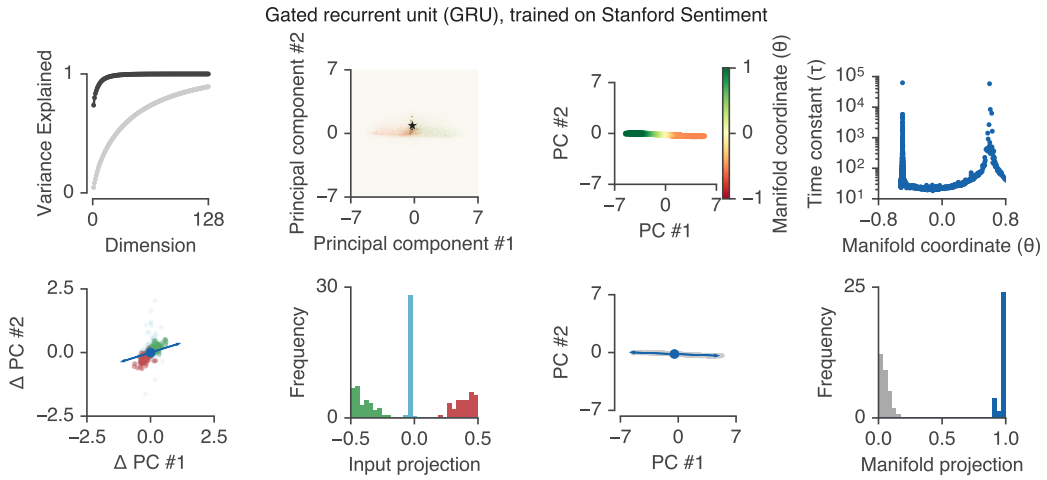 Gated recurrent unit (GRU), trained on Stanford Sentiment
Variance Explained
1
0
0
128
Dimension
Principal component #2
7
0
−7
−7
0
7
Principal component #1
PC #2
7
0
−7
−7
0
7
PC #1
1
0
−1
Manifold coordinate (θ)
Time constant (τ)
10⁵
10⁴
10³
10²
10¹
−0.8
0.0
0.8
Manifold coordinate (θ)
Δ PC #2
2.5
0.0
−2.5
−2.5
0.0
2.5
Δ PC #1
Frequency
30
0
−0.5
0.0
0.5
Input projection
PC #2
7
0
−7
−7
0
7
PC #1
Frequency
25
0
0.0
1.0
Manifold projection